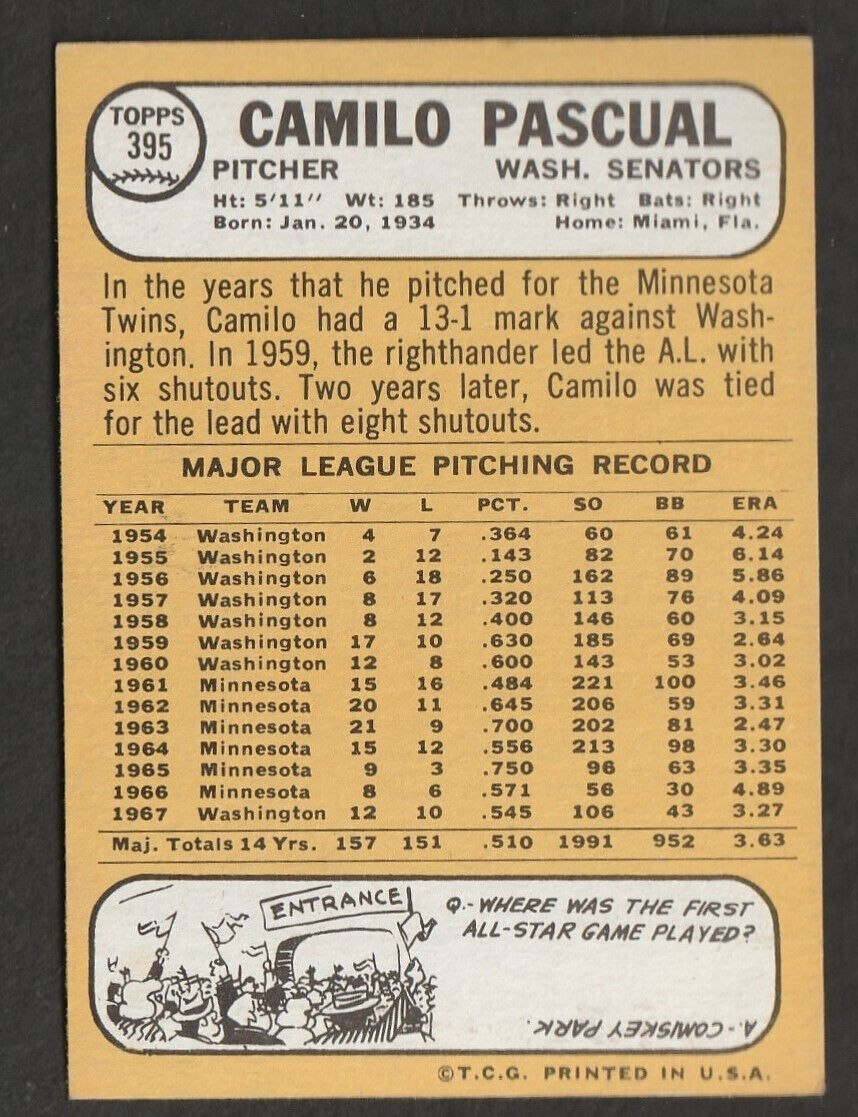 TOPPS
395
CAMILO PASCUAL
PITCHER WASH. SENATORS
Ht: 5'11" Wt: 185 Throws: Right Bats: Right
Born: Jan. 20, 1934 Home: Miami, Fla.
In the years that he pitched for the Minnesota
Twins, Camilo had a 13-1 mark against Wash-
ington. In 1959, the righthander led the A.L. with
six shutouts. Two years later, Camilo was tied
for the lead with eight shutouts.
MAJOR LEAGUE PITCHING RECORD
YEAR TEAM W L PCT. SO BB ERA
1954 Washington 4 7 .364 60 61 4.24
1955 Washington 2 12 .143 82 70 6.14
1956 Washington 6 18 .250 162 89 5.86
1957 Washington 8 17 .320 113 76 4.09
1958 Washington 8 12 .400 146 60 3.15
1959 Washington 17 10 .630 185 69 2.64
1960 Washington 12 8 .600 143 53 3.02
1961 Minnesota 15 16 .484 221 100 3.46
1962 Minnesota 20 11 .645 206 59 3.31
1963 Minnesota 21 9 .700 202 81 2.47
1964 Minnesota 15 12 .556 213 98 3.30
1965 Minnesota 9 3 .750 96 63 3.35
1966 Minnesota 8 6 .571 56 30 4.89
1967 Washington 12 10 .545 106 43 3.27
Maj. Totals 14 Yrs. 157 151 .510 1991 952 3.63
ENTRANCE
Q.- WHERE WAS THE FIRST
ALL-STAR GAME PLAYED?
A.- COMISKEY PARK.
©T.C.G. PRINTED IN U.S.A.